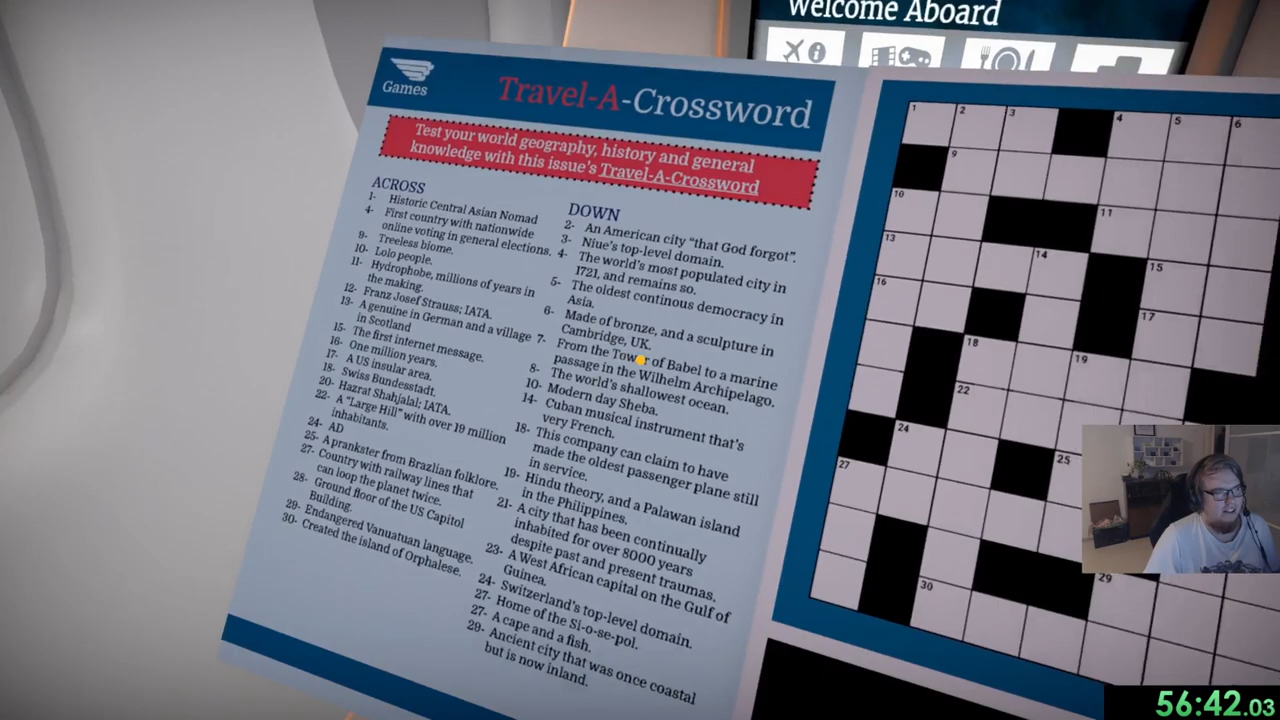 Welcome Aboard
Games
Travel-A-Crossword
Test your world geography, history and general
knowledge with this issue's Travel-A-Crossword
ACROSS
1- Historic Central Asian Nomad
4- First country with nationwide
online voting in general elections.
9- Treeless biome.
10- Lolo people.
11- Hydrophobe, millions of years in
the making.
12- Franz Josef Strauss; IATA.
13- A genuine in German and a village
in Scotland
15- The first internet message.
16- One million years.
17- A US insular area.
18- Swiss Bundesstadt.
20- Hazrat Shahjalal; IATA.
22- A "Large Hill" with over 19 million
inhabitants.
24- AD
25- A prankster from Brazlian folklore.
27- Country with railway lines that
can loop the planet twice.
28- Ground floor of the US Capitol
Building.
29- Endangered Vanuatuan language.
30- Created the island of Orphalese.
DOWN
2- An American city "that God forgot".
3- Niue's top-level domain.
4- The world's most populated city in
1721, and remains so.
5- The oldest continous democracy in
Asia.
6- Made of bronze, and a sculpture in
Cambridge, UK.
7- From the Tower of Babel to a marine
passage in the Wilhelm Archipelago.
8- The world's shallowest ocean.
10- Modern day Sheba.
14- Cuban musical instrument that's
very French.
18- This company can claim to have
made the oldest passenger plane still
in service.
19- Hindu theory, and a Palawan island
in the Philippines.
21- A city that has been continually
inhabited for over 8000 years
despite past and present traumas.
23- A West African capital on the Gulf of
Guinea.
24- Switzerland's top-level domain.
27- Home of the Si-o-se-pol.
27- A cape and a fish.
29- Ancient city that was once coastal
but is now inland.
1 2 3 4 5 6
9
10 11
13 14 15
16 17
18 19
22
24 25
27
29
30
56:42.03